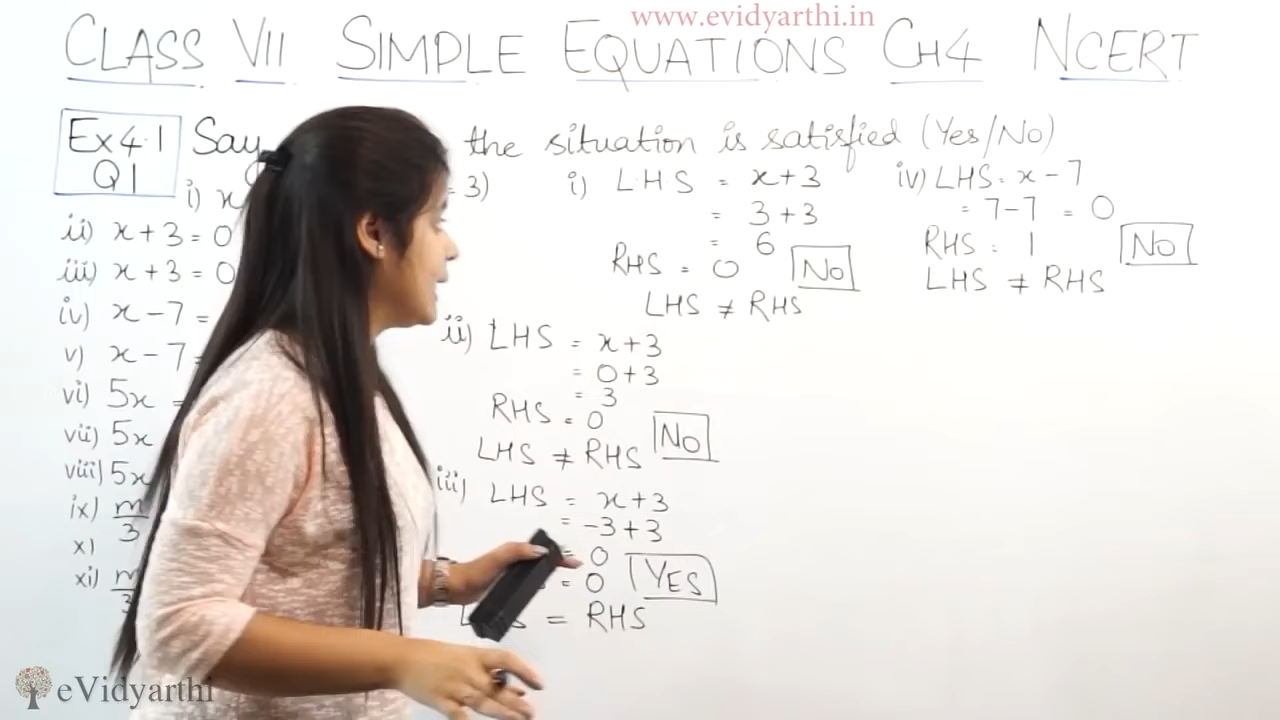 www.evidyarthi.in
CLASS VII SIMPLE EQUATIONS CH4 NCERT
Ex4.1
Q1
Say the situation is satisfied (Yes/No)
i) x = 3)
ii) x + 3 = 0
iii) x + 3 = 0
iv) x - 7 =
v) x - 7 =
vi) 5x =
vii) 5x
viii) 5x
ix) m/3
x)
xi) m/3
i) L.H S = x+3
= 3+3
= 6
RHS = 0 NO
LHS ≠ RHS
ii) LHS = x+3
= 0+3
= 3
RHS = 0
LHS ≠ RHS NO
iii) LHS = x+3
= -3+3
= 0
= 0 YES
= RHS
iv) LHS = x - 7
= 7-7 = 0
RHS = 1 NO
LHS ≠ RHS
eVidyarthi